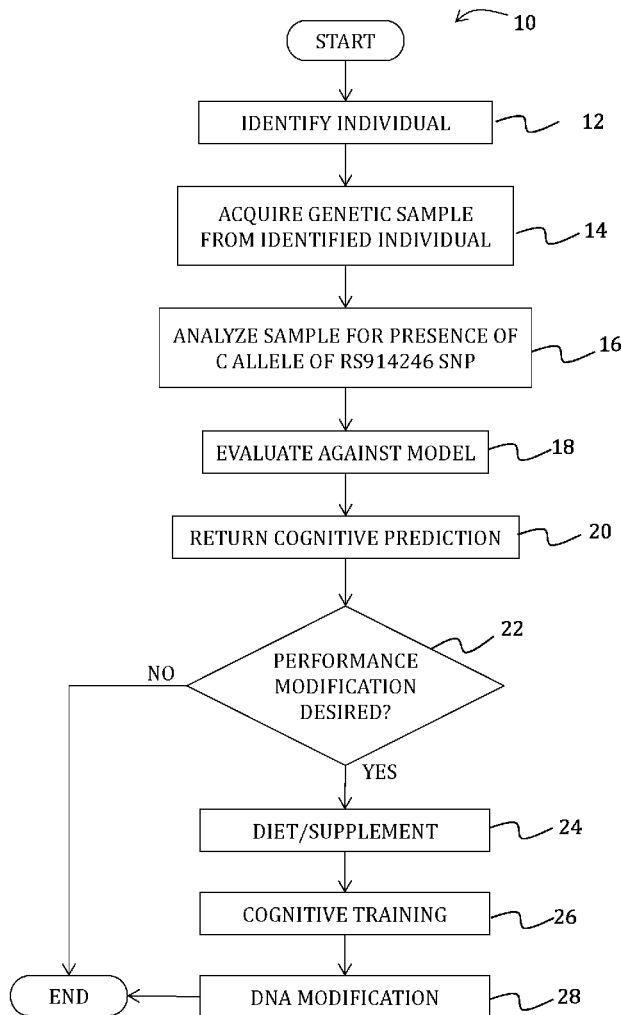 10
START
IDENTIFY INDIVIDUAL
12
ACQUIRE GENETIC SAMPLE
FROM IDENTIFIED INDIVIDUAL
14
ANALYZE SAMPLE FOR PRESENCE OF
C ALLELE OF RS914246 SNP
16
EVALUATE AGAINST MODEL
18
RETURN COGNITIVE PREDICTION
20
22
PERFORMANCE
MODIFICATION
DESIRED?
NO
YES
DIET/SUPPLEMENT
24
COGNITIVE TRAINING
26
END
DNA MODIFICATION
28